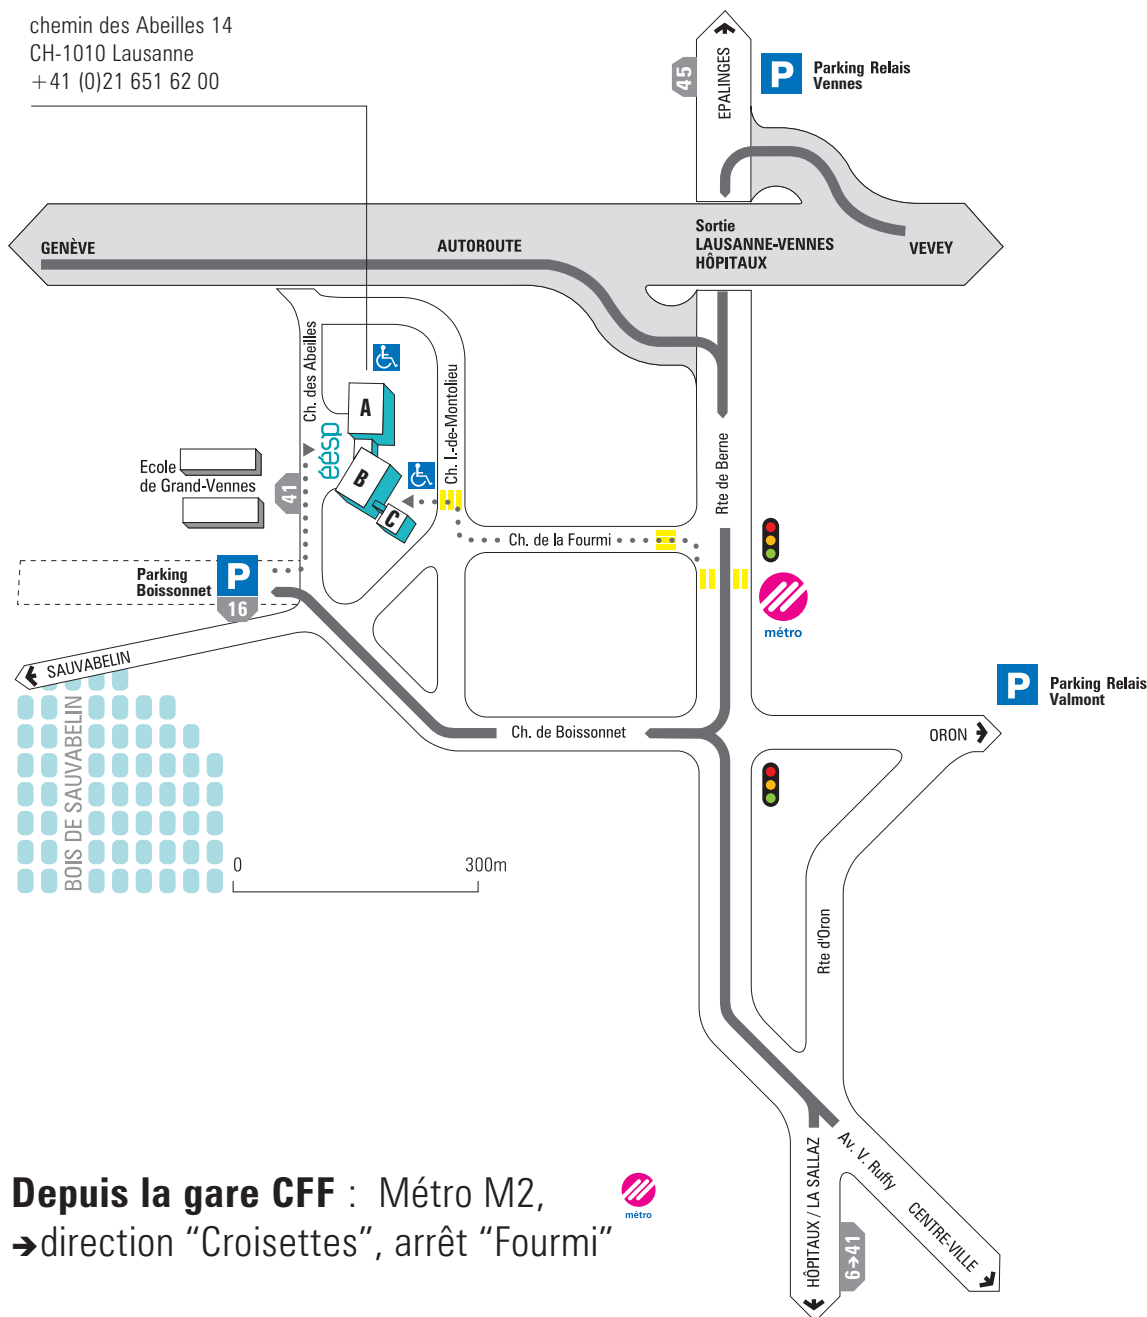 chemin des Abeilles 14
CH-1010 Lausanne
+41 (0)21 651 62 00
45
EPALINGES
P
Parking Relais
Vennes
GENÈVE
AUTOROUTE
Sortie
LAUSANNE-VENNES
HÔPITAUX
VEVEY
Ch. des Abeilles
A
B
C
éésp
Ch. I.-de-Montolieu
Rte de Berne
Ecole
de Grand-Vennes
41
Ch. de la Fourmi
Parking
Boissonnet
P
16
métro
SAUVABELIN
BOIS DE SAUVABELIN
P
Parking Relais
Valmont
Ch. de Boissonnet
ORON
0
300m
Rte d'Oron
Av. V. Ruffy
HÔPITAUX / LA SALLAZ
CENTRE-VILLE
6→41
Depuis la gare CFF : Métro M2,
métro
→direction “Croisettes”, arrêt “Fourmi”